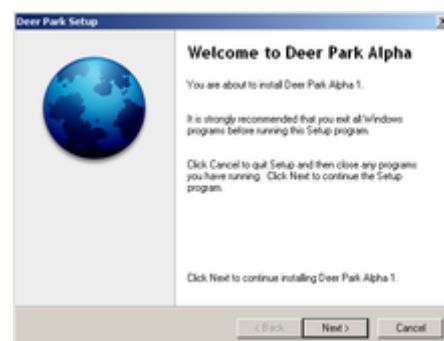 Deer Park Setup
Welcome to Deer Park Alpha
You are about to install Deer Park Alpha 1.
It is strongly recommended that you exit all Windows
programs before running this Setup program.
Click Cancel to quit Setup and then close any programs
you have running. Click Next to continue the Setup
program.
Click Next to continue installing Deer Park Alpha 1.
< Back
Next >
Cancel